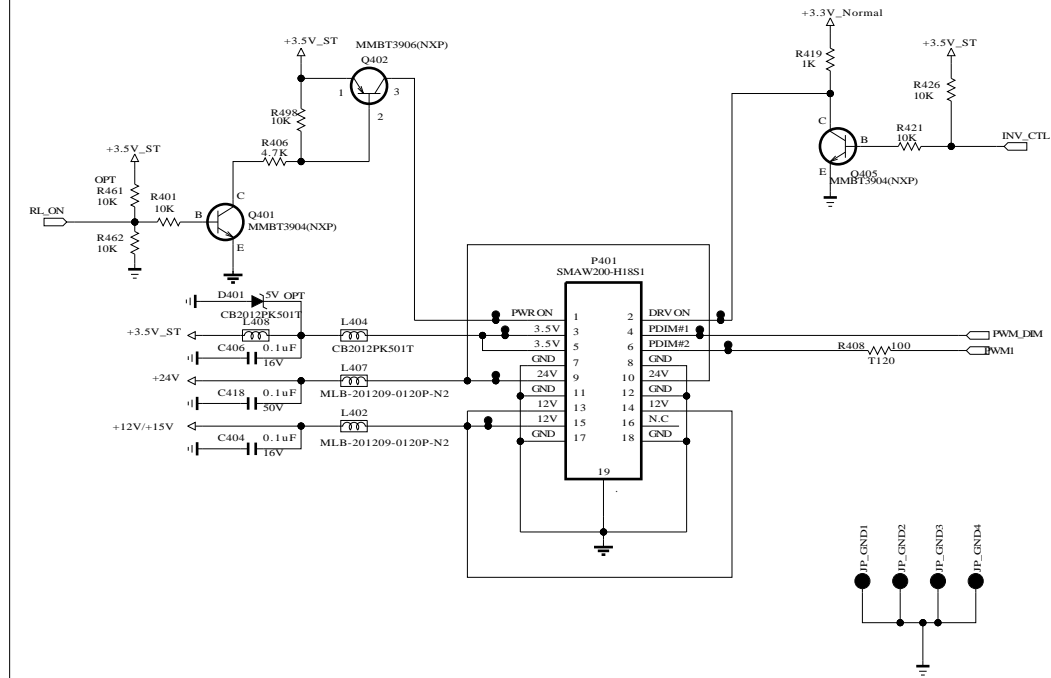 +3.3V_Normal
+3.5V_ST
MMBT3906(NXP)
Q402
+3.5V_ST
R419
1K
R426
10K
1
3
2
R498
10K
R406
4.7K
C
B
E
R421
10K
INV_CTL
Q405
MMBT3904(NXP)
+3.5V_ST
OPT
R461
10K
R401
10K
RL_ON
R462
10K
C
B
E
Q401
MMBT3904(NXP)
P401
SMAW200-H18S1
D401
5V
OPT
CB2012PK501T
+3.5V_ST
L408
L404
CB2012PK501T
C406
0.1uF
16V
+24V
L407
C418
0.1uF
50V
MLB-201209-0120P-N2
+12V/+15V
L402
C404
0.1uF
16V
MLB-201209-0120P-N2
PWR ON 1 2 DRV ON
3.5V 3 4 PDIM#1
3.5V 5 6 PDIM#2
GND 7 8 GND
24V 9 10 24V
GND 11 12 GND
12V 13 14 12V
12V 15 16 N.C
GND 17 18 GND
19
PWM_DIM
R408
100
T120
PWM1
JP_GND1
JP_GND2
JP_GND3
JP_GND4